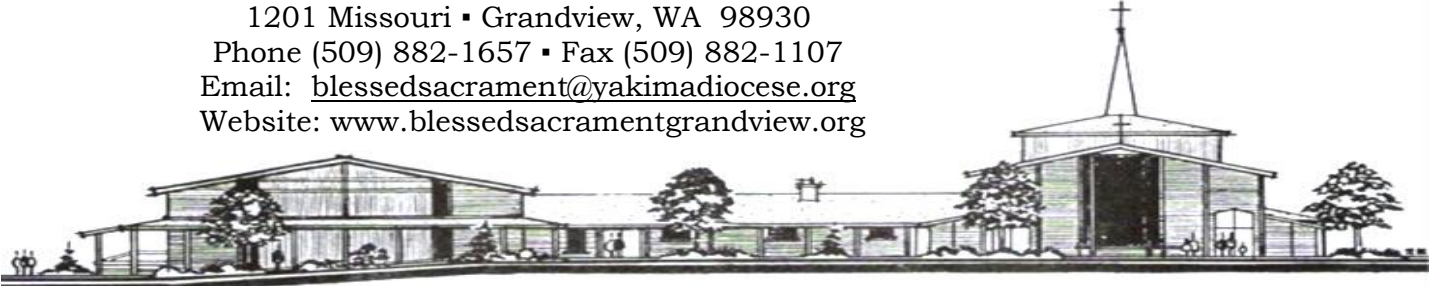 1201 Missouri ▪ Grandview, WA  98930
Phone (509) 882-1657 ▪ Fax (509) 882-1107
Email:  blessedsacrament@yakimadiocese.org
Website: www.blessedsacramentgrandview.org